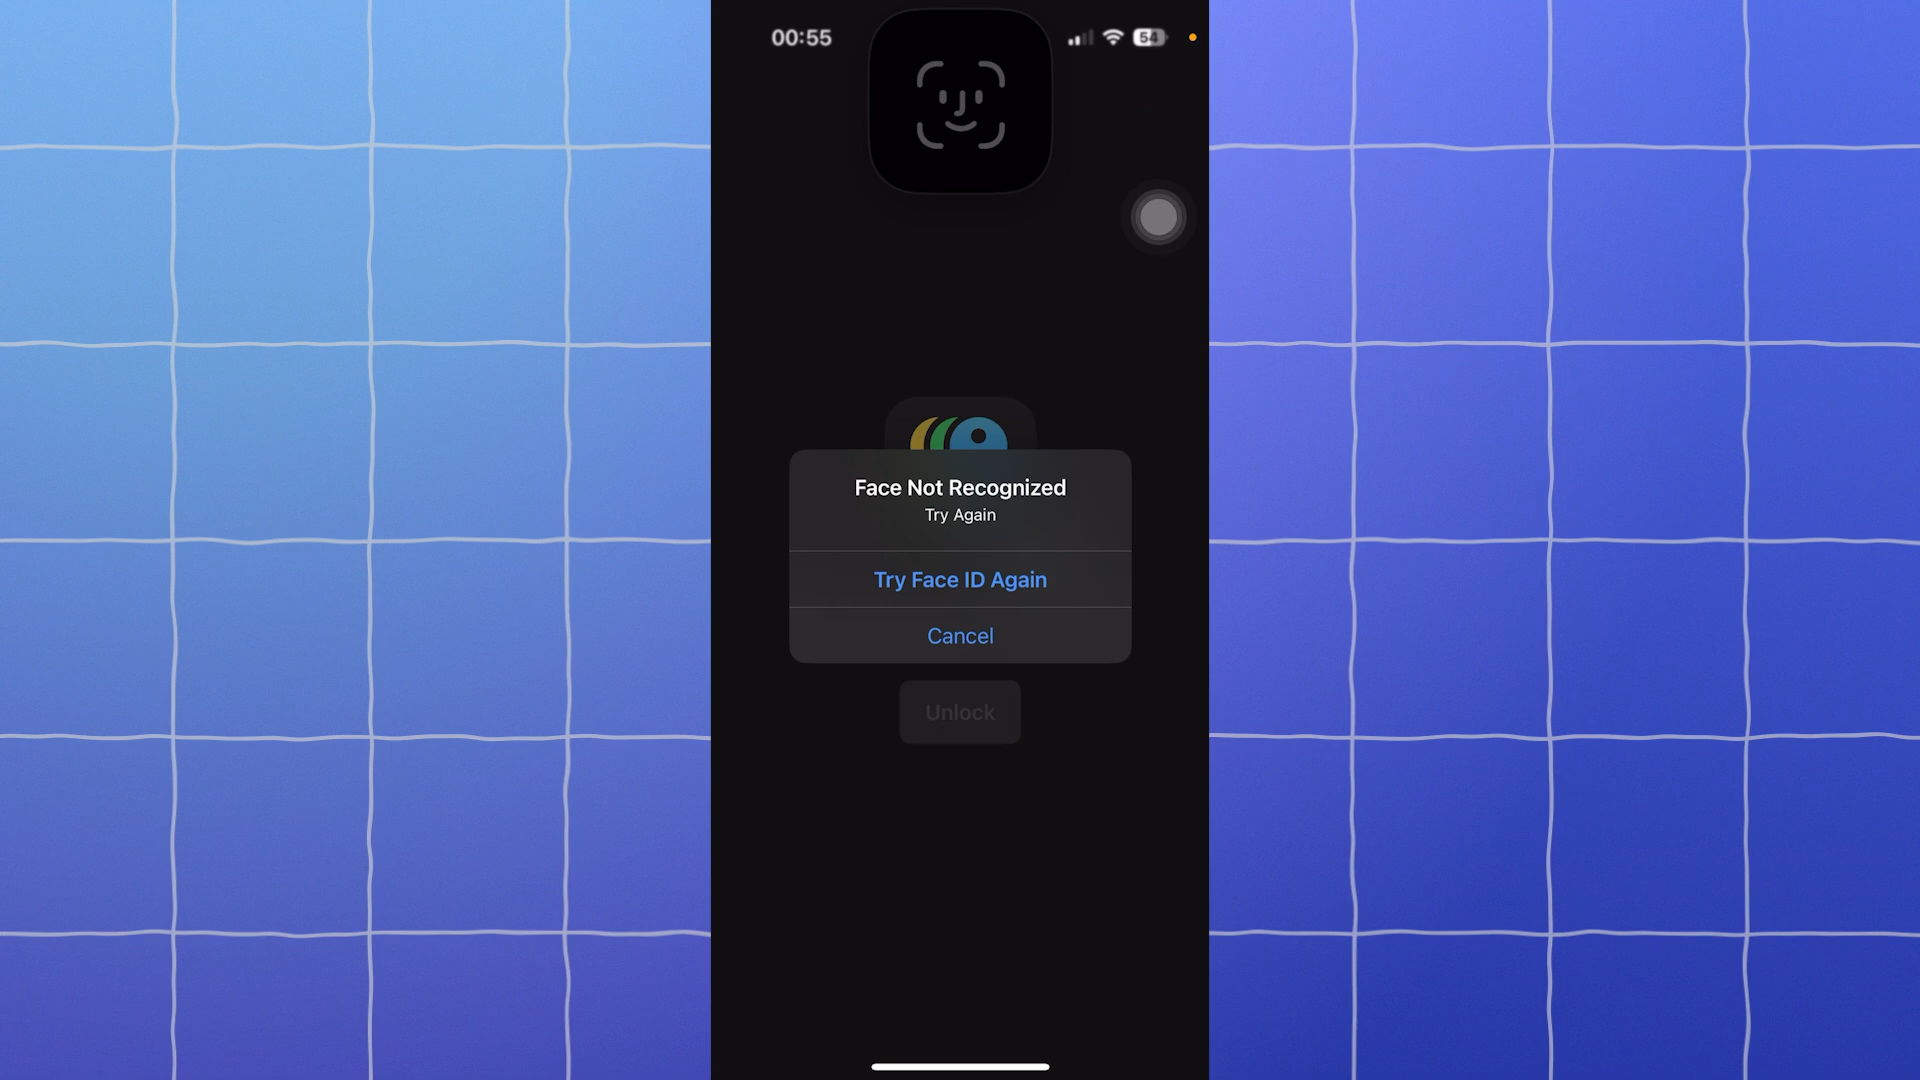 00:55
54
Face Not Recognized
Try Again
Try Face ID Again
Cancel
Unlock